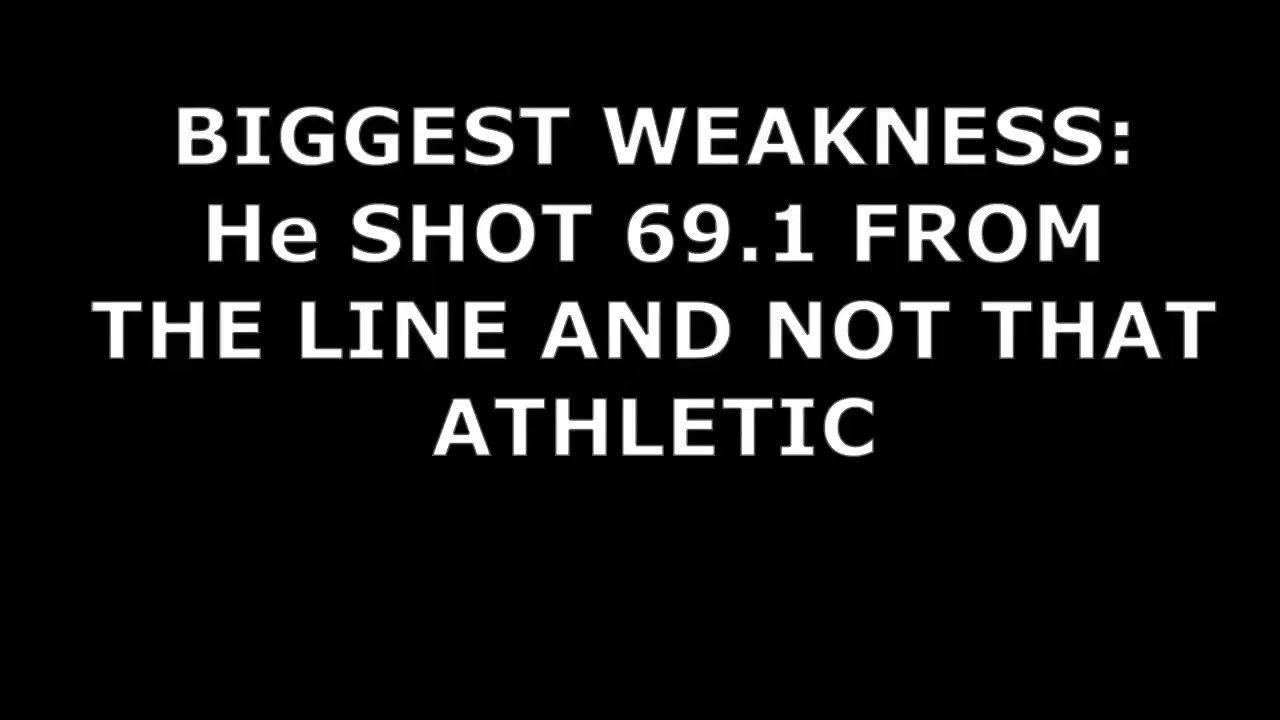 BIGGEST WEAKNESS:
He SHOT 69.1 FROM
THE LINE AND NOT THAT
ATHLETIC